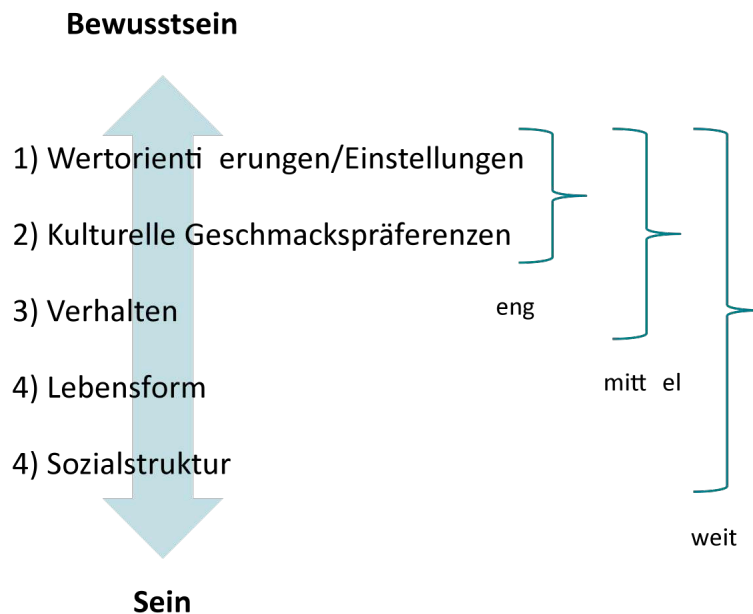 Bewusstsein
1) Wertorienti erungen/Einstellungen
2) Kulturelle Geschmackspräferenzen
3) Verhalten
eng
4) Lebensform
mitt el
4) Sozialstruktur
weit
Sein